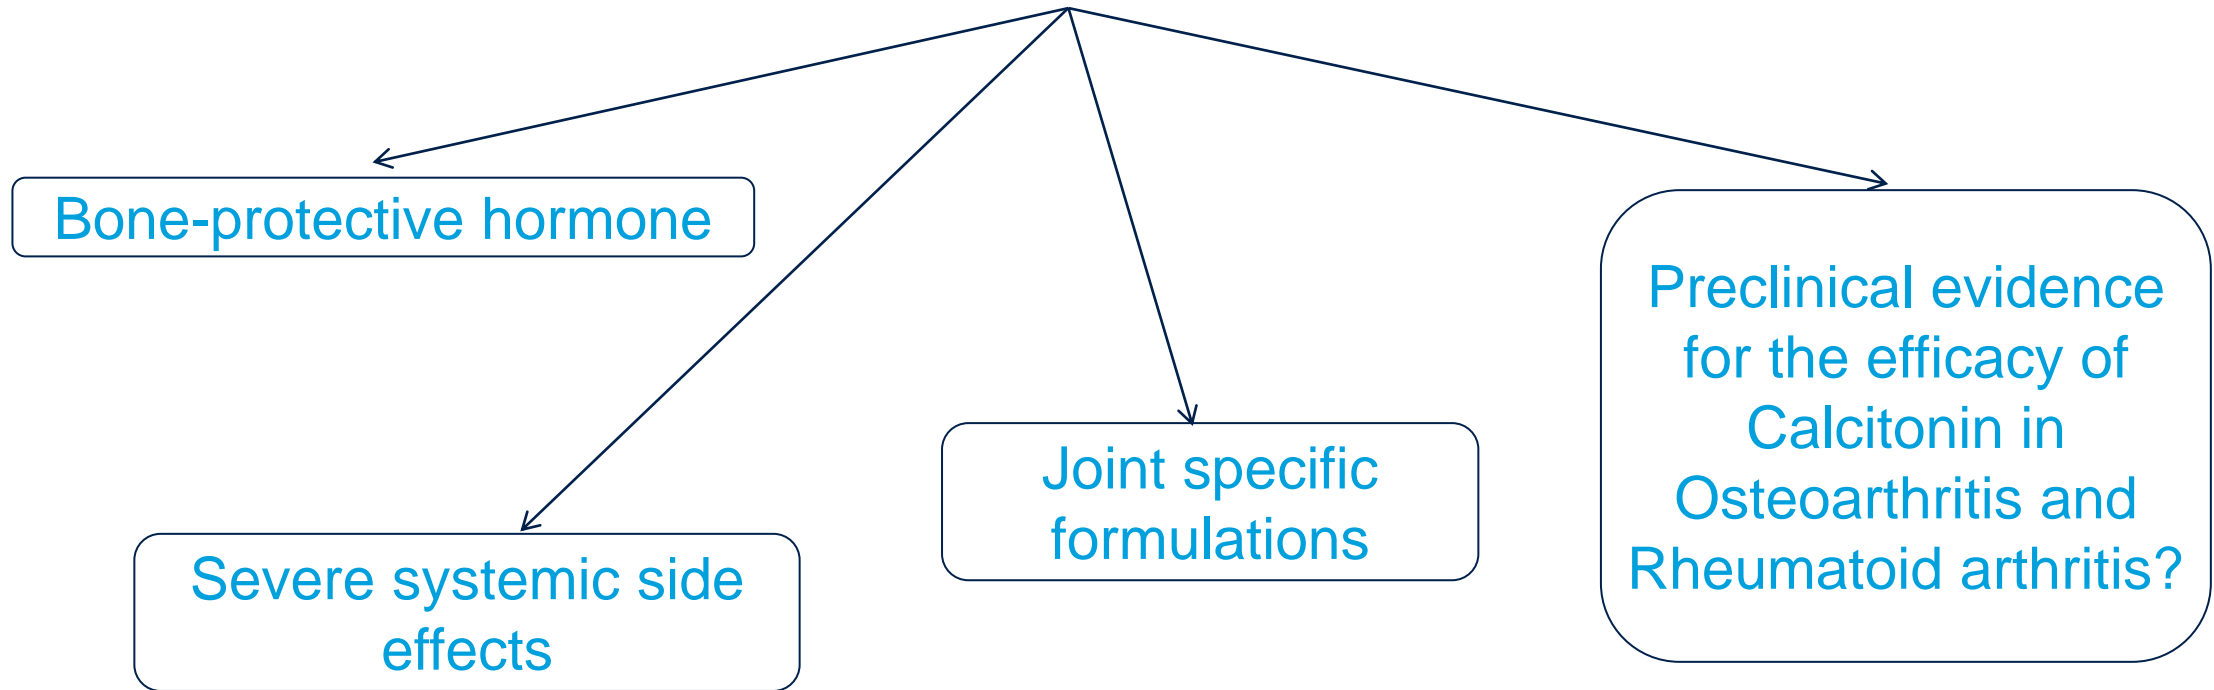 Bone-protective hormone
Severe systemic side
effects
Joint specific
formulations
Preclinical evidence
for the efficacy of
Calcitonin in
Osteoarthritis and
Rheumatoid arthritis?